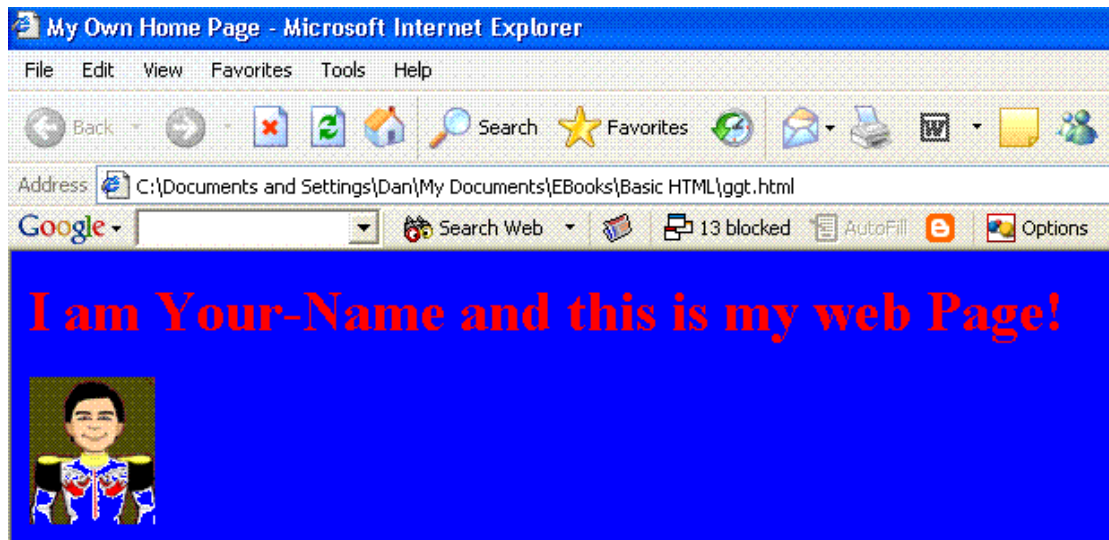 My Own Home Page - Microsoft Internet Explorer
File Edit View Favorites Tools Help
Back Search Favorites W
Address C:\Documents and Settings\Dan\My Documents\EBooks\Basic HTML\ggt.html
Google Search Web 13 blocked AutoFill Options
I am Your-Name and this is my web Page!